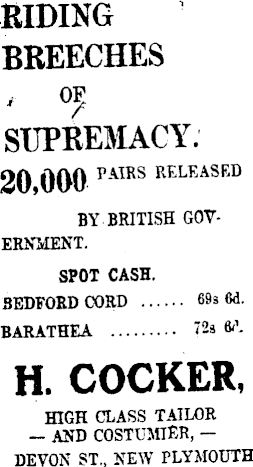 RIDING
BREECHES
OF
SUPREMACY.
20,000 PAIRS RELEASED
BY BRITISH GOV-
ERNMENT.
SPOT CASH.
BEDFORD CORD ...... 69s 6d.
BARATHEA ......... 72s 6d.
H. COCKER,
HIGH CLASS TAILOR
— AND COSTUMIER, —
DEVON ST., NEW PLYMOUTH